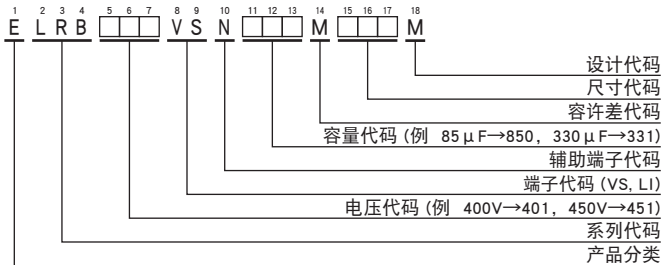 1 2 3 4 5 6 7 8 9 10 11 12 13 14 15 16 17 18
E L R B □□□ V S N □□□ M □□□ M
设计代码
尺寸代码
容许差代码
容量代码 (例 85μF→850, 330μF→331)
辅助端子代码
端子代码 (VS, LI)
电压代码 (例 400V→401, 450V→451)
系列代码
产品分类